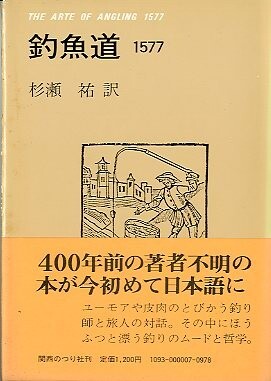 THE ARTE OF ANGLING 1577
釣魚道 1577
杉瀬 祐 訳
400年前の著者不明の
本が今初めて日本語に
ユーモアや皮肉のとびかう釣り
師と旅人の対話。その中にほう
ふつと漂う釣りのムードと哲学。
関西のつり社刊 定価1,200円 1093-000007-0978